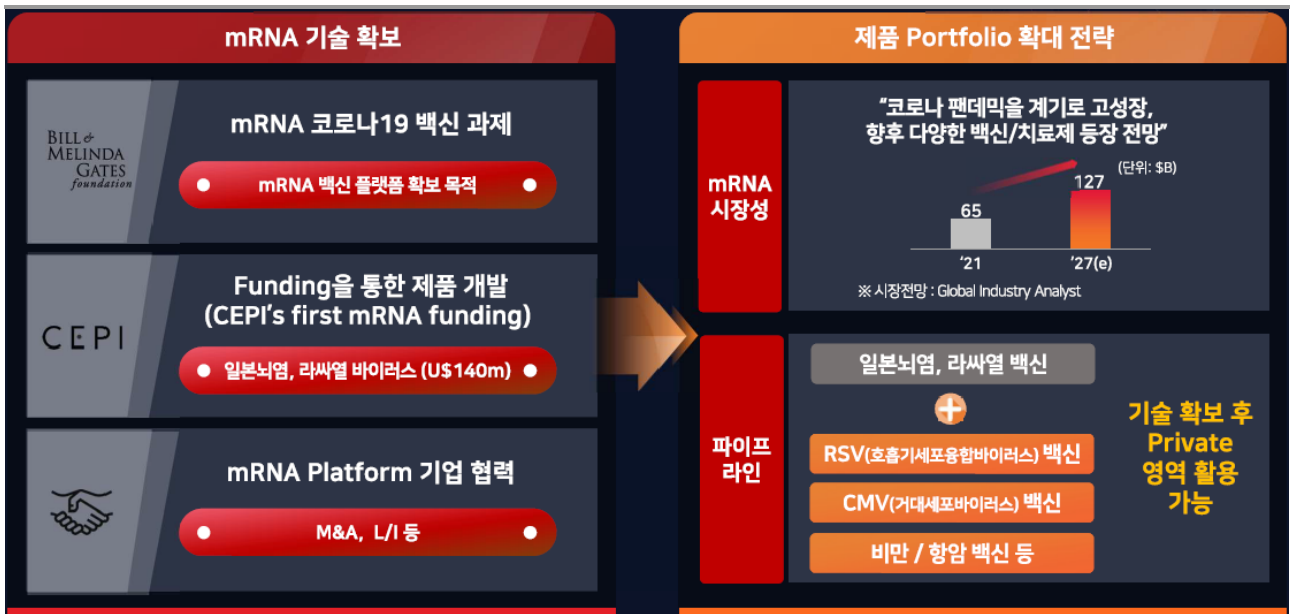 mRNA 기술 확보
BILL &
MELINDA
GATES
foundation
mRNA 코로나19 백신 과제
mRNA 백신 플랫폼 확보 목적
CEPI
Funding을 통한 제품 개발
(CEPI's first mRNA funding)
일본뇌염, 라싸열 바이러스 (U$140m)
mRNA Platform 기업 협력
M&A, L/I 등
제품 Portfolio 확대 전략
mRNA
시장성
“코로나 팬데믹을 계기로 고성장,
향후 다양한 백신/치료제 등장 전망”
(단위: $B)
65
127
'21
'27(e)
※ 시장전망 : Global Industry Analyst
파이프
라인
일본뇌염, 라싸열 백신
+
RSV(호흡기세포융합바이러스) 백신
CMV(거대세포바이러스) 백신
비만 / 항암 백신 등
기술 확보 후
Private
영역 활용
가능